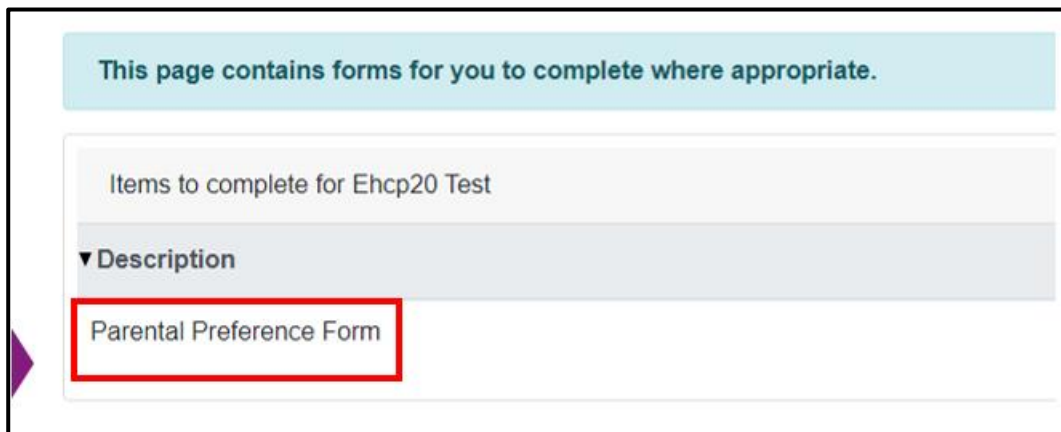 This page contains forms for you to complete where appropriate.
Items to complete for Ehcp20 Test
▼ Description
Parental Preference Form